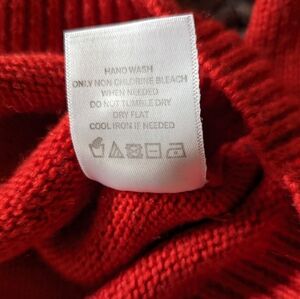 HAND WASH
ONLY NON CHLORINE BLEACH
WHEN NEEDED
DO NOT TUMBLE DRY
DRY FLAT
COOL IRON IF NEEDED